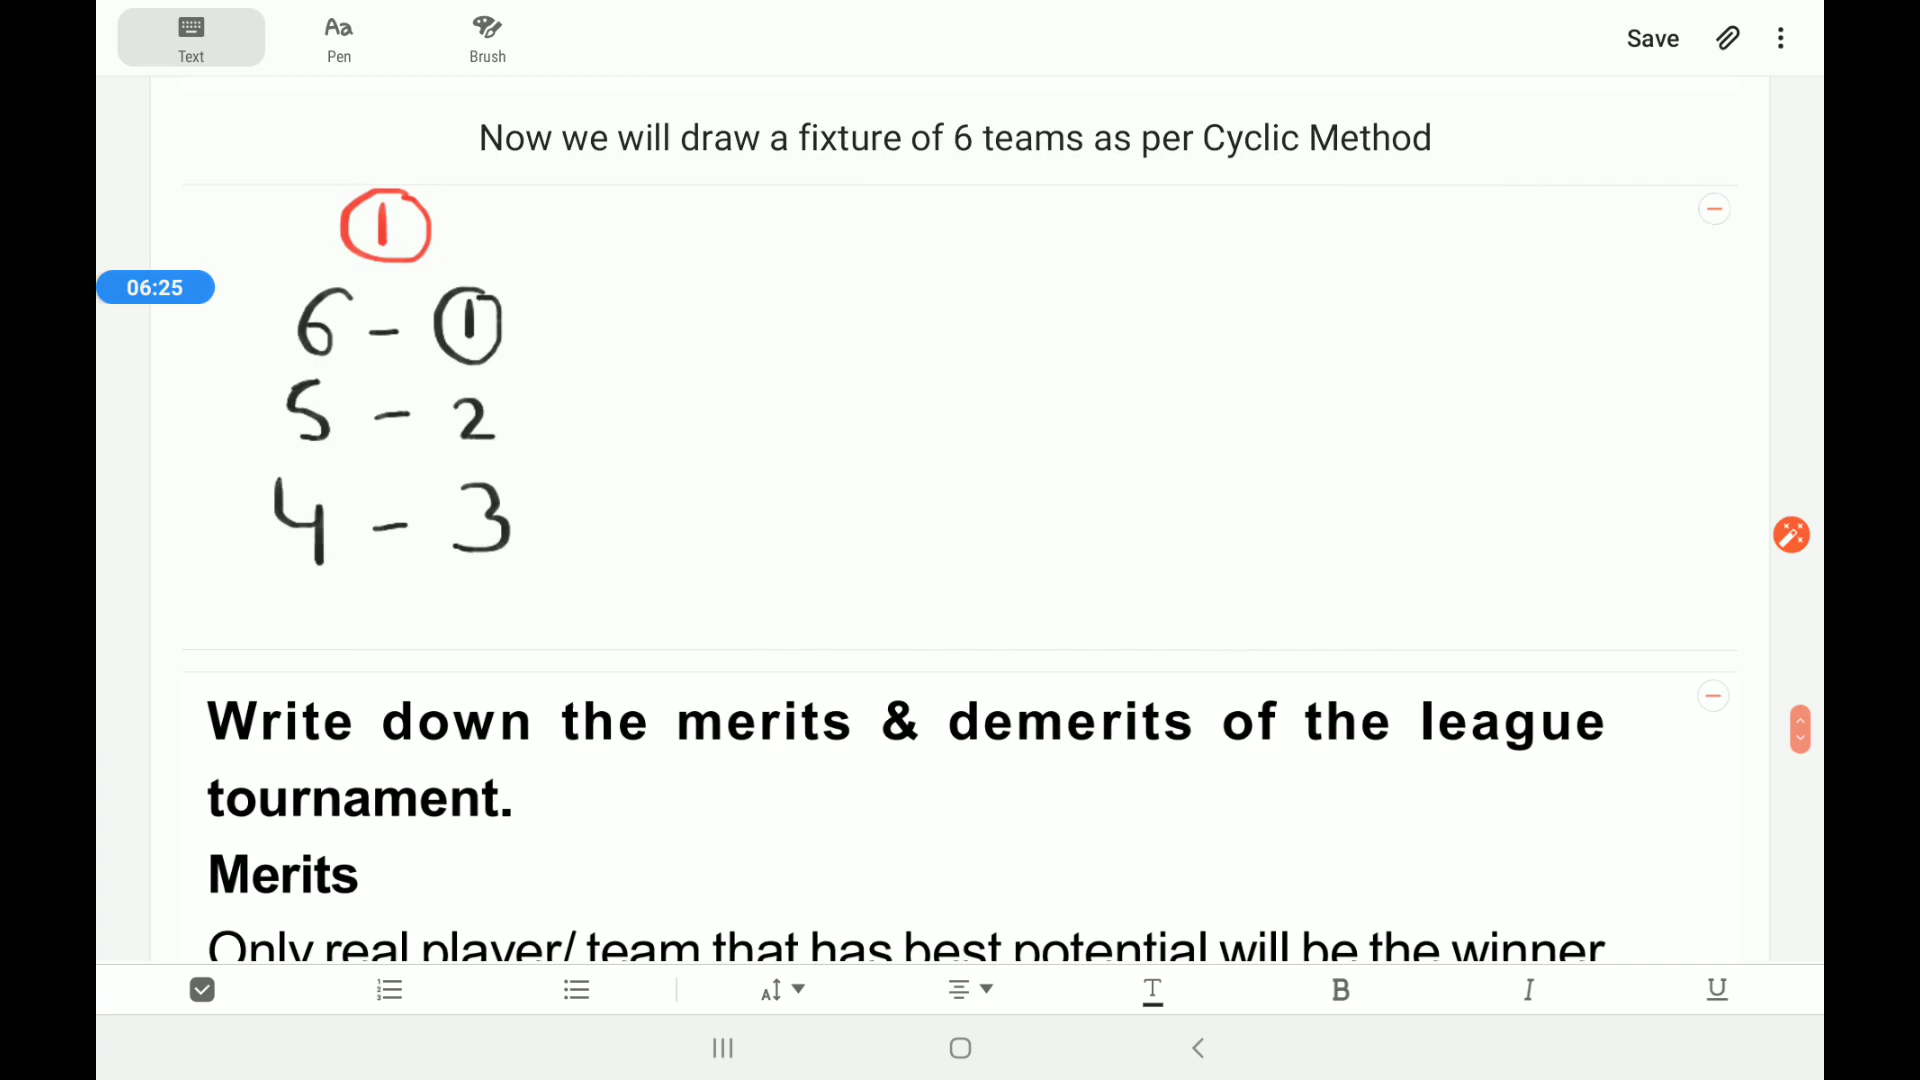 Text
Aa
Pen
Brush
Save
Now we will draw a fixture of 6 teams as per Cyclic Method
1
06:25
6 - 1
5 - 2
4 - 3
Write down the merits & demerits of the league
tournament.
Merits
Only real player/ team that has best potential will be the winner
A
T
B
I
U